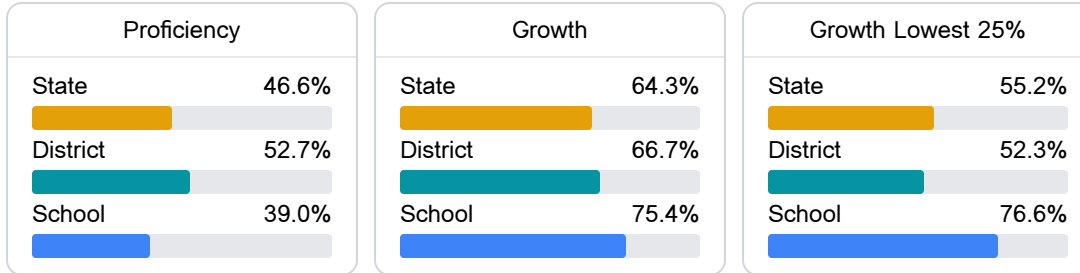 Proficiency
State 46.6%
District 52.7%
School 39.0%
Growth
State 64.3%
District 66.7%
School 75.4%
Growth Lowest 25%
State 55.2%
District 52.3%
School 76.6%